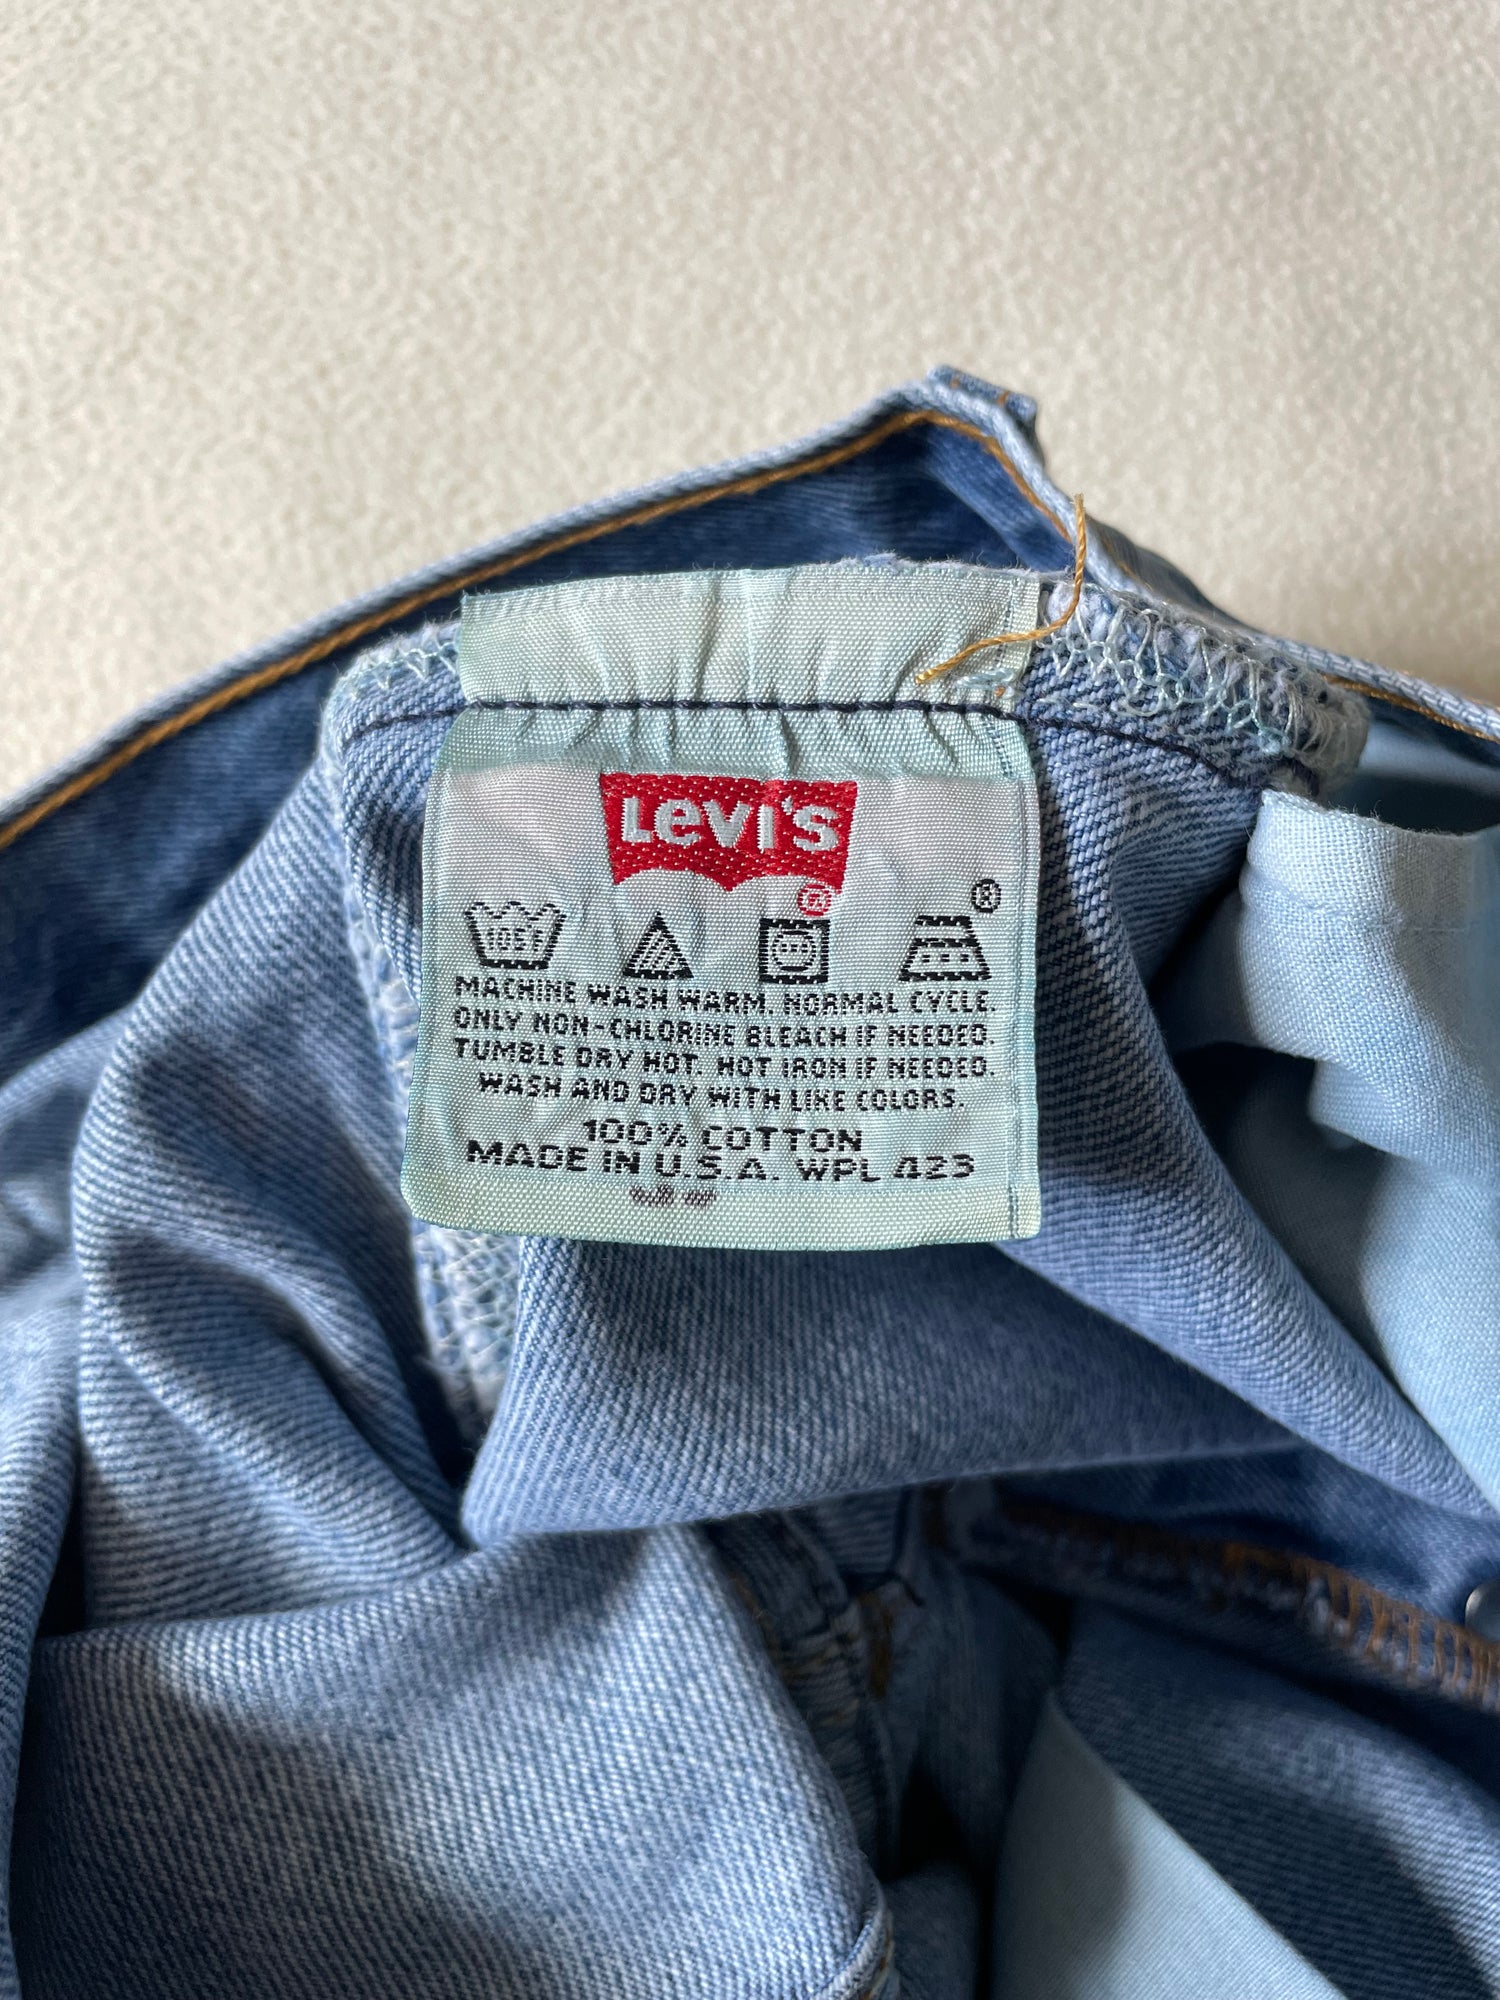 LEVI'S
®
®
105F
MACHINE WASH WARM. NORMAL CYCLE.
ONLY NON-CHLORINE BLEACH IF NEEDED.
TUMBLE DRY HOT. HOT IRON IF NEEDED.
WASH AND DRY WITH LIKE COLORS.
100% COTTON
MADE IN U.S.A. WPL 423